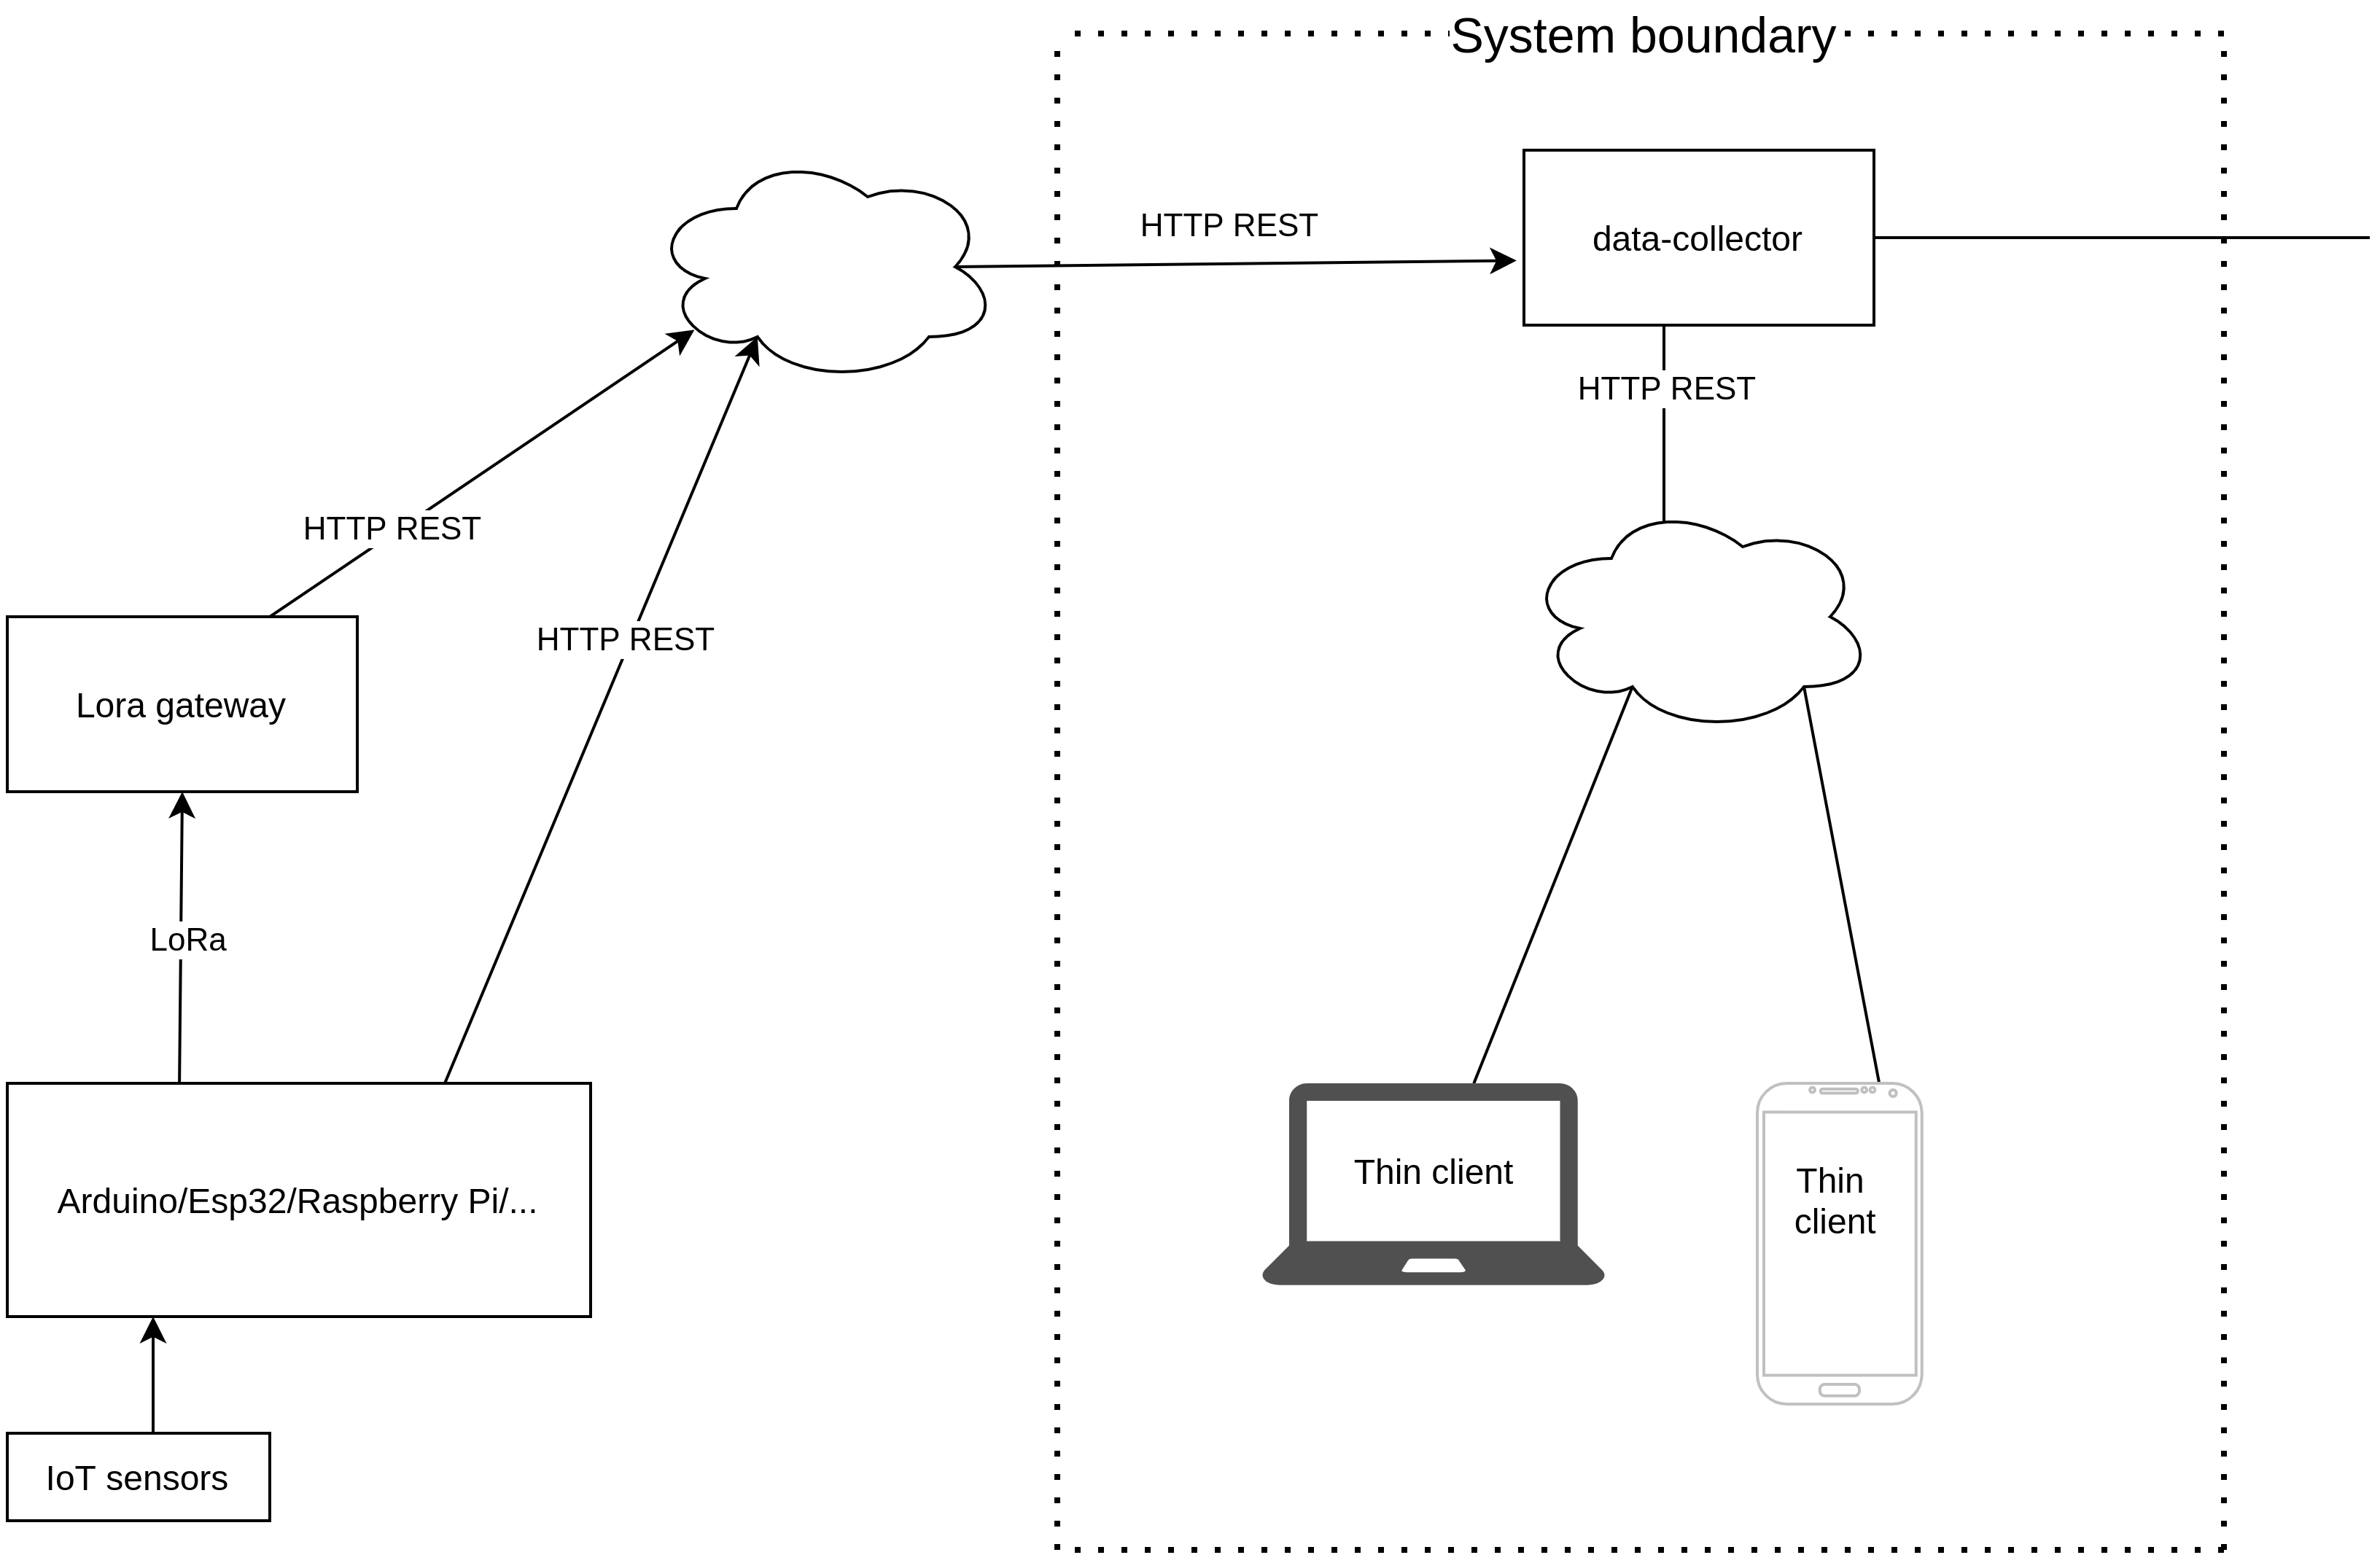 System boundary
HTTP REST
data-collector
HTTP REST
HTTP REST
HTTP REST
Lora gateway
LoRa
Thin client
Thin
client
Arduino/Esp32/Raspberry Pi/...
IoT sensors